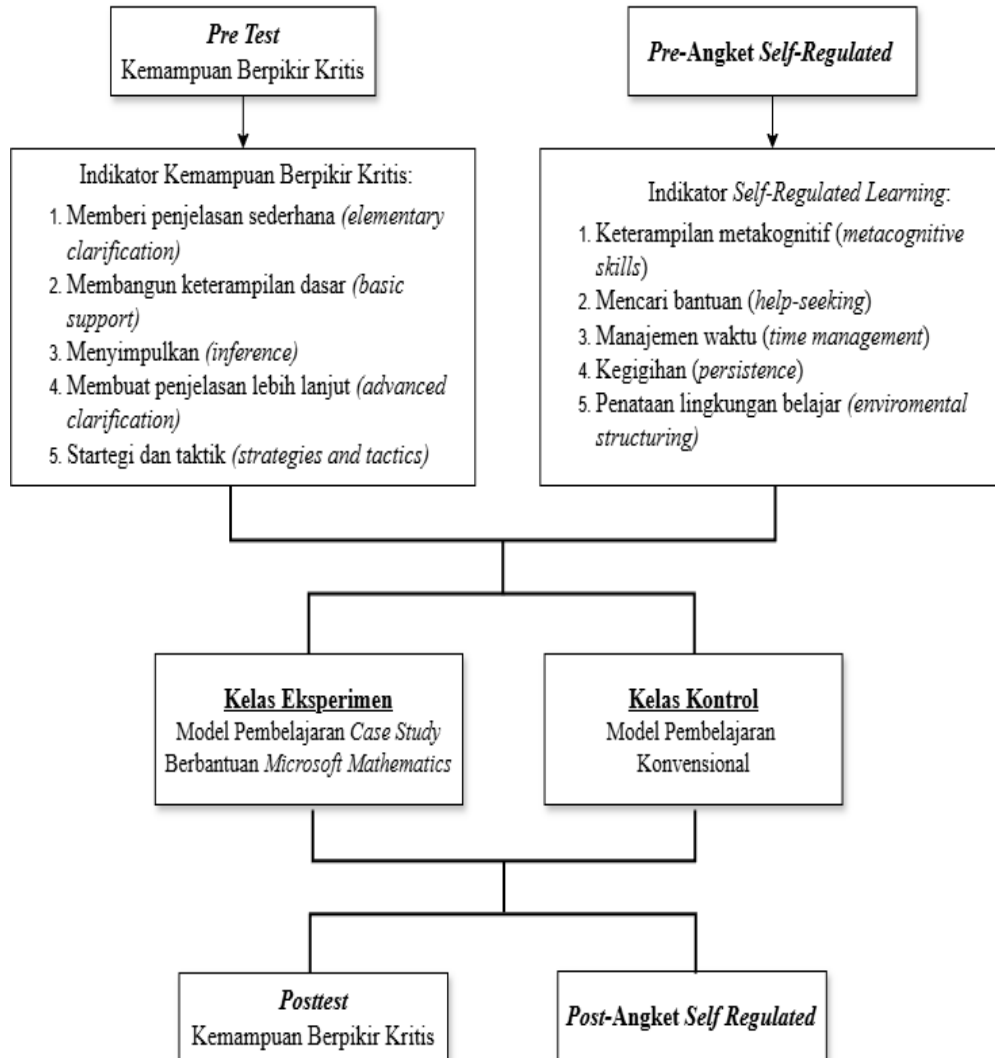 Pre Test
Kemampuan Berpikir Kritis
Pre-Angket Self-Regulated
Indikator Kemampuan Berpikir Kritis:
1. Memberi penjelasan sederhana (elementary
clarification)
2. Membangun keterampilan dasar (basic
support)
3. Menyimpulkan (inference)
4. Membuat penjelasan lebih lanjut (advanced
clarification)
5. Startegi dan taktik (strategies and tactics)
Indikator Self-Regulated Learning:
1. Keterampilan metakognitif (metacognitive
skills)
2. Mencari bantuan (help-seeking)
3. Manajemen waktu (time management)
4. Kegigihan (persistence)
5. Penataan lingkungan belajar (enviromental
structuring)
Kelas Eksperimen
Model Pembelajaran Case Study
Berbantuan Microsoft Mathematics
Kelas Kontrol
Model Pembelajaran
Konvensional
Posttest
Kemampuan Berpikir Kritis
Post-Angket Self Regulated